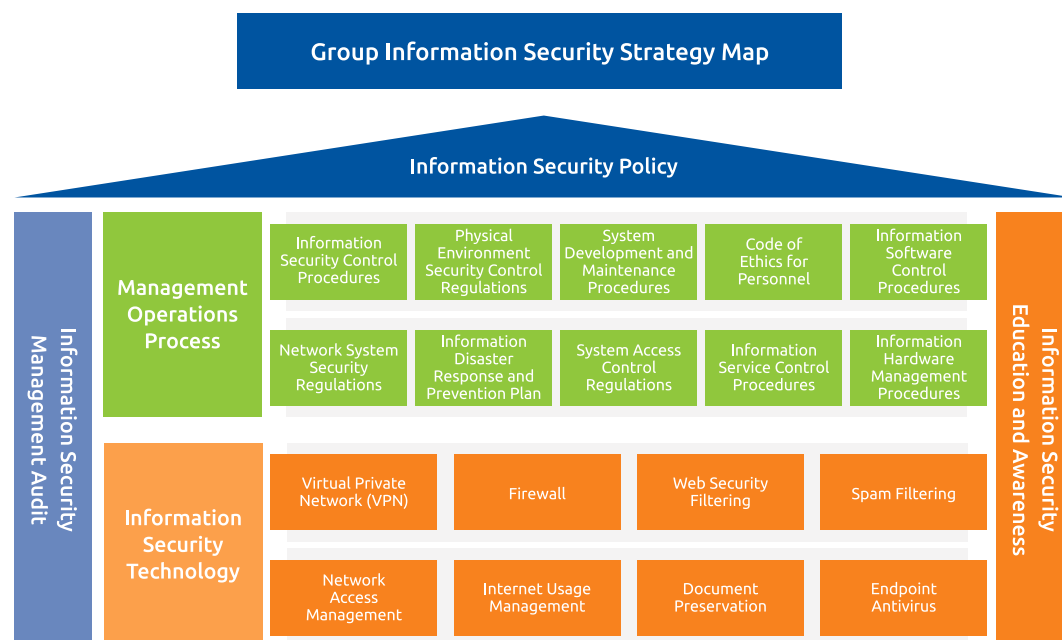 Group Information Security Strategy Map
Information Security Policy
Information Security
Management Audit
Management
Operations
Process
Information
Security Control
Procedures
Physical
Environment
Security Control
Regulations
System
Development and
Maintenance
Procedures
Code of
Ethics for
Personnel
Information
Software
Control
Procedures
Network System
Security
Regulations
Information
Disaster
Response and
Prevention Plan
System Access
Control
Regulations
Information
Service Control
Procedures
Information
Hardware
Management
Procedures
Information
Security
Technology
Virtual Private
Network (VPN)
Firewall
Web Security
Filtering
Spam Filtering
Network
Access
Management
Internet Usage
Management
Document
Preservation
Endpoint
Antivirus
Information Security
Education and Awareness